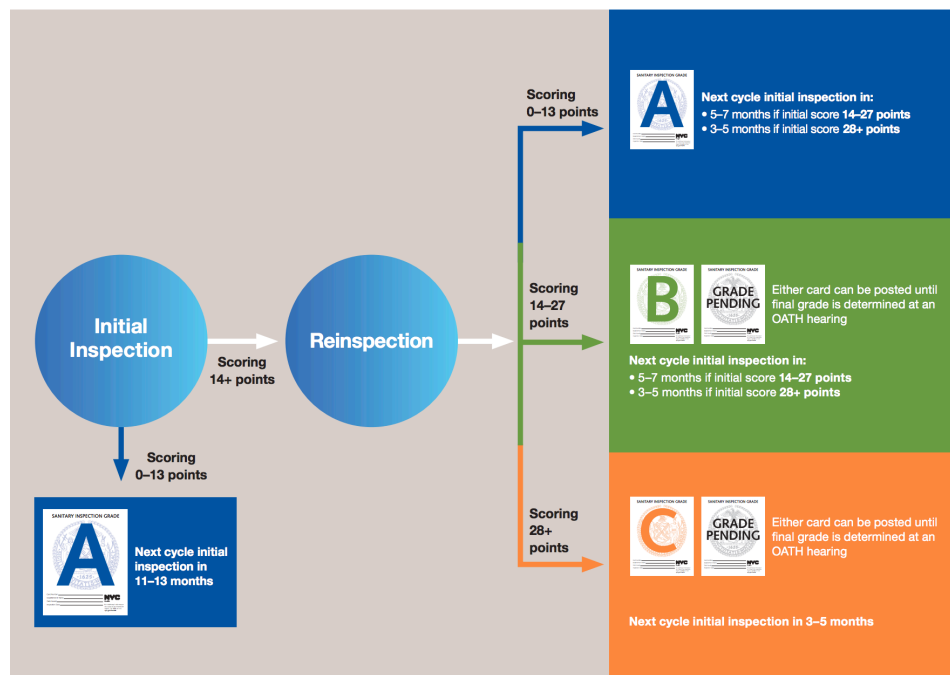 Initial
Inspection
Scoring
14+ points
Reinspection
Scoring
0–13 points
SANITARY INSPECTION GRADE
A
NYC
Next cycle initial
inspection in
11–13 months
Scoring
0–13 points
SANITARY INSPECTION GRADE
A
NYC
Next cycle initial inspection in:
• 5–7 months if initial score 14–27 points
• 3–5 months if initial score 28+ points
Scoring
14–27
points
SANITARY INSPECTION GRADE
B
NYC
SANITARY INSPECTION GRADE
GRADE
PENDING
NYC
Either card can be posted until
final grade is determined at an
OATH hearing
Next cycle initial inspection in:
• 5–7 months if initial score 14–27 points
• 3–5 months if initial score 28+ points
Scoring
28+
points
SANITARY INSPECTION GRADE
C
NYC
SANITARY INSPECTION GRADE
GRADE
PENDING
NYC
Either card can be posted until
final grade is determined at an
OATH hearing
Next cycle initial inspection in 3–5 months